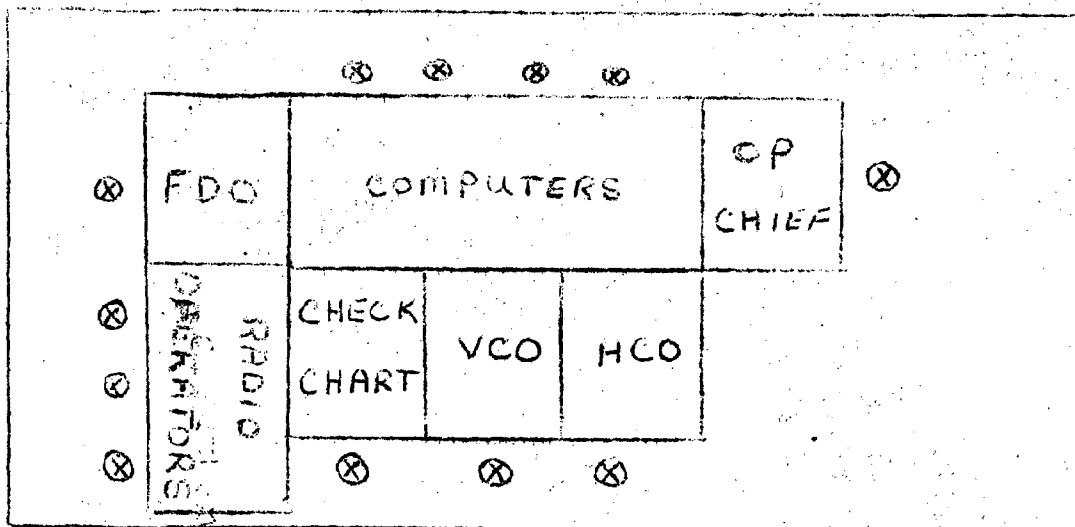 FDO
COMPUTERS
CP
CHIEF
RADIO
OPERATORS
CHECK
CHART
VCO
HCO